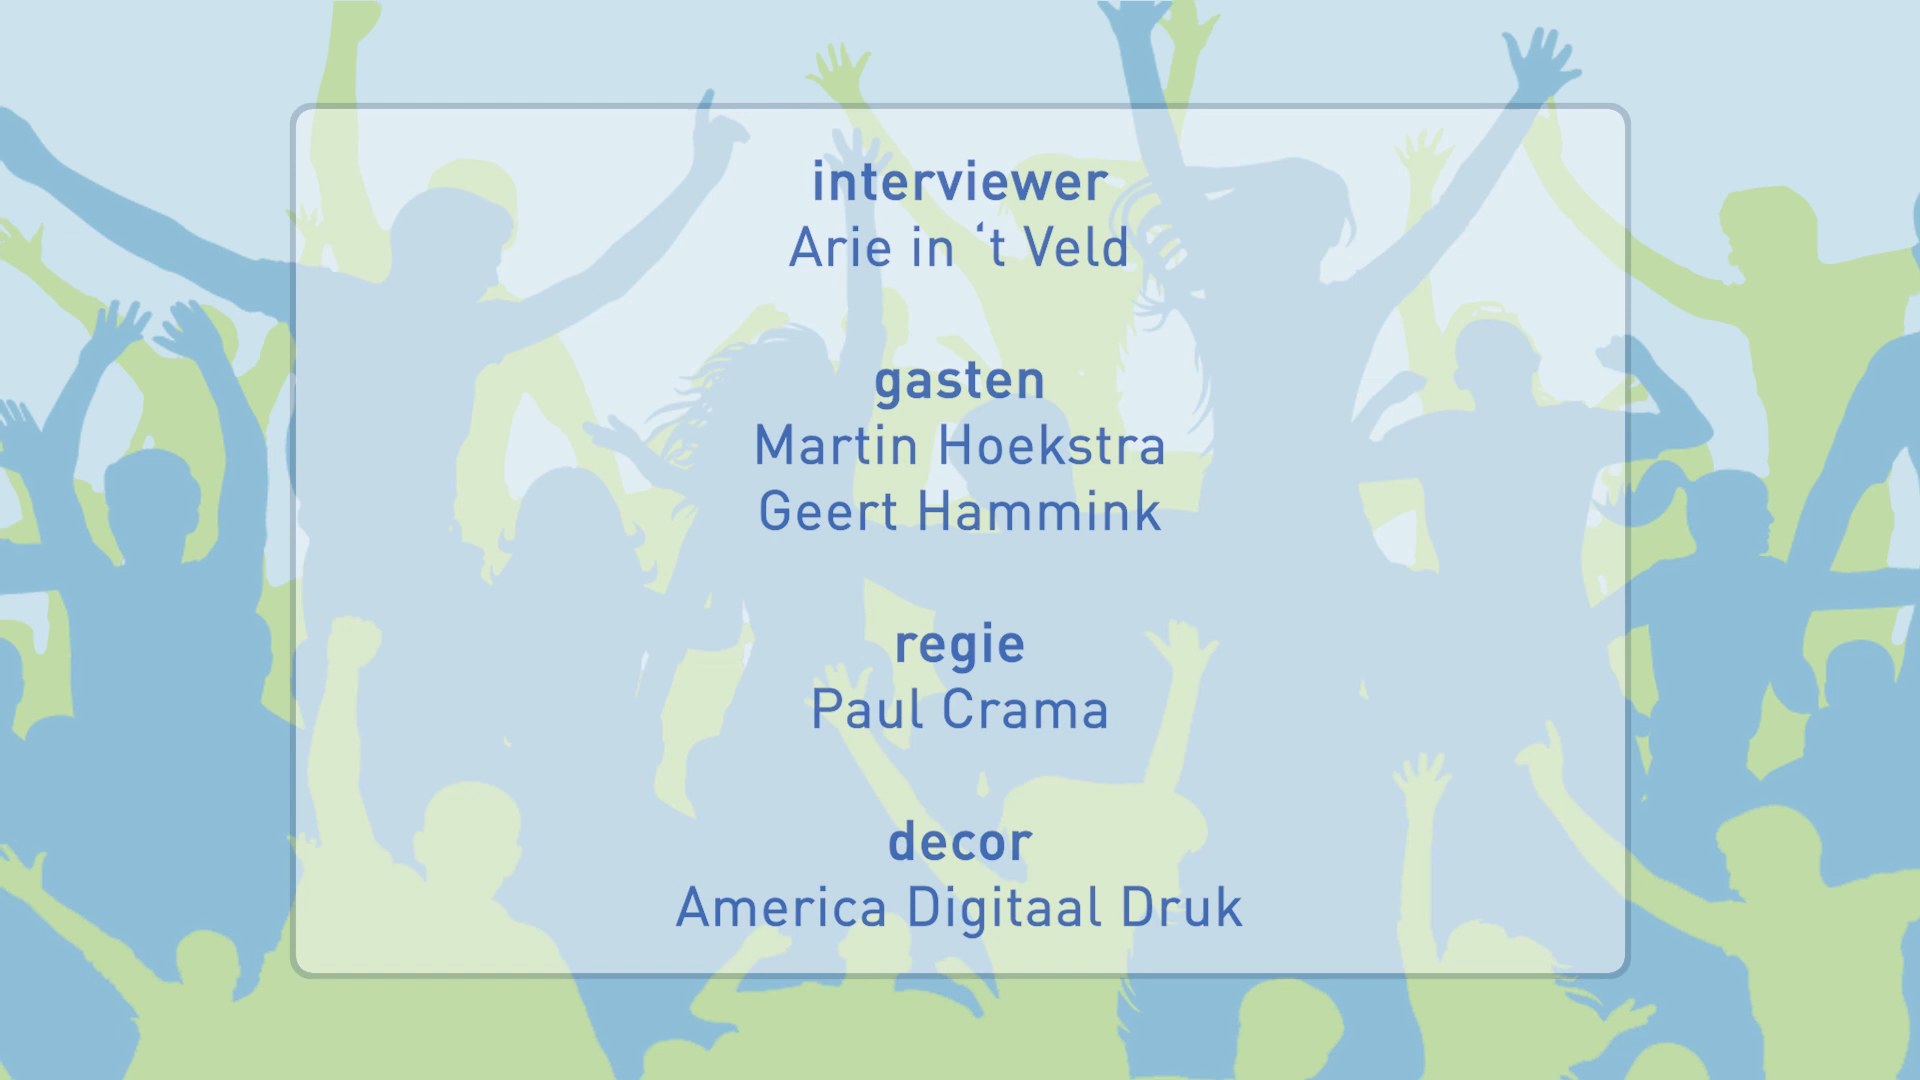 interviewer
Arie in ‘t Veld
gasten
Martin Hoekstra
Geert Hammink
regie
Paul Crama
decor
America Digitaal Druk